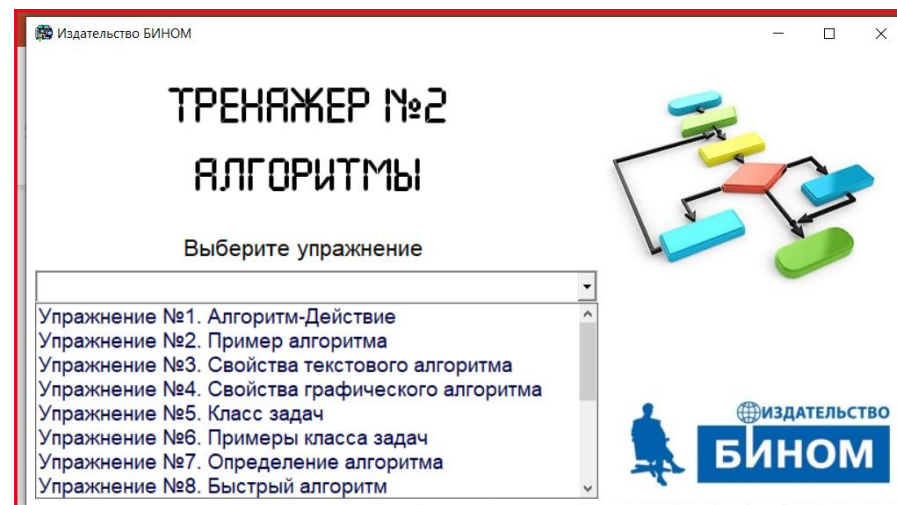 Издательство БИНОМ
ТРЕНАЖЕР №2
АЛГОРИТМЫ
Выберите упражнение
Упражнение №1. Алгоритм-Действие
Упражнение №2. Пример алгоритма
Упражнение №3. Свойства текстового алгоритма
Упражнение №4. Свойства графического алгоритма
Упражнение №5. Класс задач
Упражнение №6. Примеры класса задач
Упражнение №7. Определение алгоритма
Упражнение №8. Быстрый алгоритм
ИЗДАТЕЛЬСТВО
БИНОМ